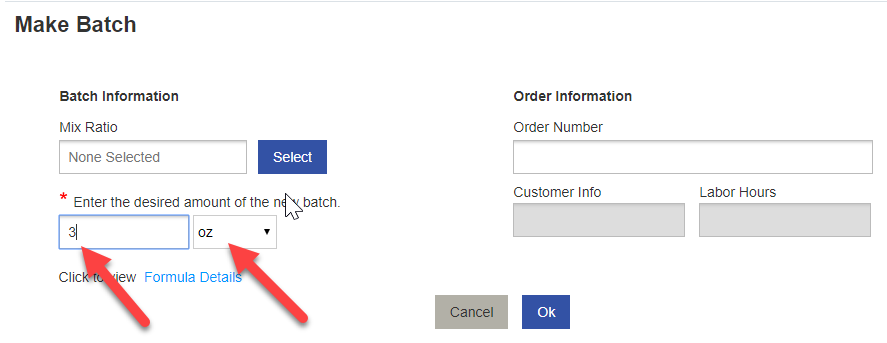 Make Batch
Batch Information
Mix Ratio
None Selected
Select
* Enter the desired amount of the new batch.
3
oz
Click to view Formula Details
Order Information
Order Number
Customer Info
Labor Hours
Cancel
Ok